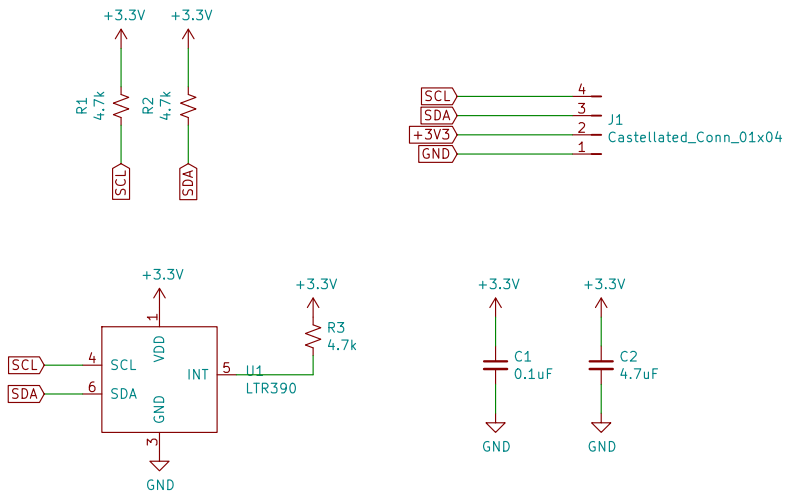 +3.3V
+3.3V
R1
4.7k
R2
4.7k
SCL
SDA
SCL
4
SDA
3
+3V3
2
GND
1
J1
Castellated_Conn_01x04
+3.3V
1
VDD
SCL
4
SCL
SDA
6
SDA
GND
3
GND
INT
5
U1
LTR390
+3.3V
R3
4.7k
+3.3V
C1
0.1uF
GND
+3.3V
C2
4.7uF
GND